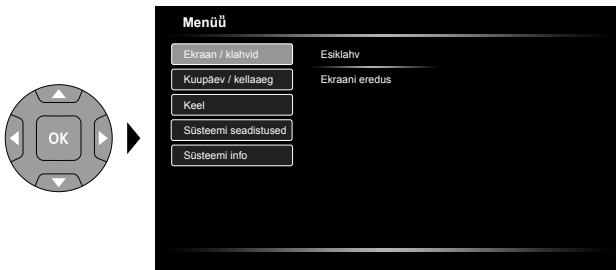 Menüü
Ekraan / klahvid
Esiklahv
Kuupäev / kellaaeg
Ekraani eredus
Keel
Süsteemi seadistused
Süsteemi info
OK